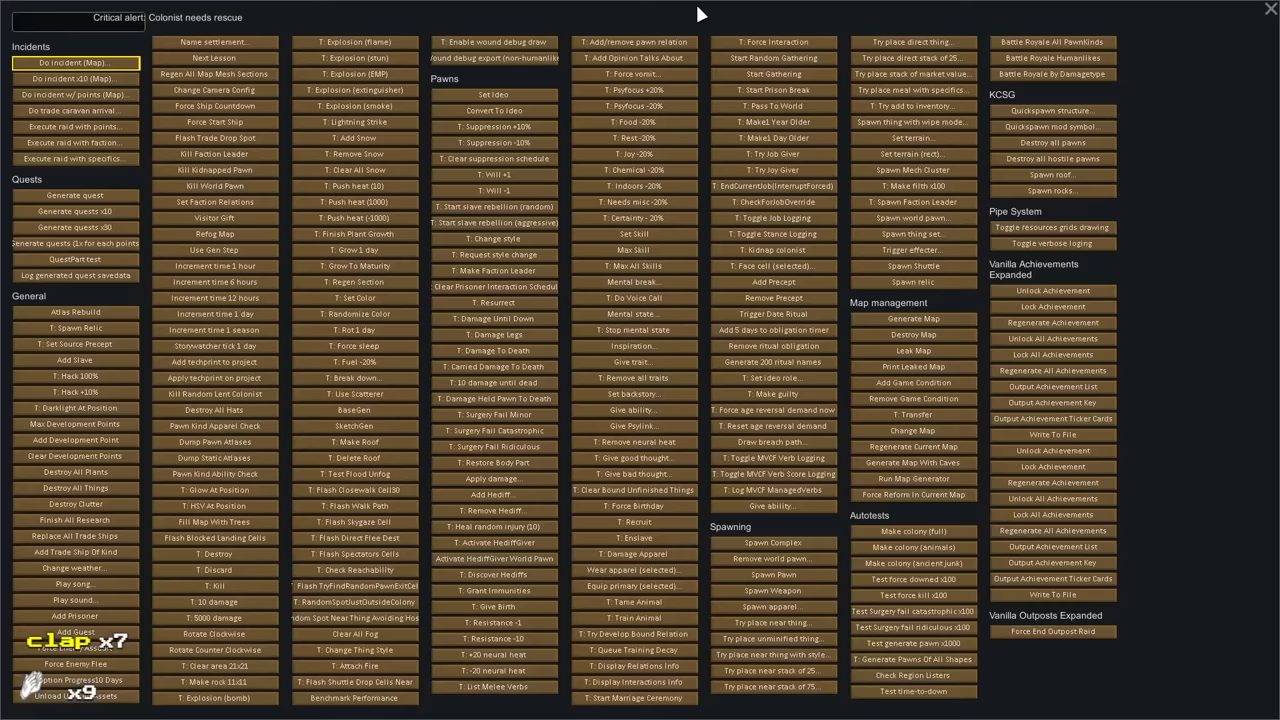 Critical alert: Colonist needs rescue
Incidents
Do incident (Map)...
Do incident x10 (Map)...
Do incident w/ points (Map)...
Do trade caravan arrival...
Execute raid with points...
Execute raid with faction...
Execute raid with specifics...
Quests
Generate quest
Generate quests x10
Generate quests x30
Generate quests (1x for each points
QuestPart test
Log generated quest savedata
General
Atlas Rebuild
T: Spawn Relic
T: Set Source Precept
Add Slave
T: Hack 100%
T: Hack +10%
T: Darklight At Position
Max Development Points
Add Development Point
Clear Development Points
Destroy All Plants
Destroy All Things
Destroy Clutter
Finish All Research
Replace All Trade Ships
Add Trade Ship Of Kind
Change weather...
Play song...
Play sound...
Add Prisoner
Add Guest
clap x7
Force Enemy Flee
x9
Name settlement...
Next Lesson
Regen All Map Mesh Sections
Change Camera Config
Force Ship Countdown
Force Start Ship
Flash Trade Drop Spot
Kill Faction Leader
Kill Kidnapped Pawn
Kill World Pawn
Set Faction Relations
Visitor Gift
Refog Map
Use Gen Step
Increment time 1 hour
Increment time 6 hours
Increment time 12 hours
Increment time 1 day
Increment time 1 season
Storywatcher tick 1 day
Add techprint to project
Apply techprint on project
Kill Random Lent Colonist
Destroy All Hats
Pawn Kind Apparel Check
Dump Pawn Atlases
Dump Static Atlases
Pawn Kind Ability Check
T: Glow At Position
T: HSV At Position
Fill Map With Trees
Flash Blocked Landing Cells
T: Destroy
T: Discard
T: Kill
T: 10 damage
T: 5000 damage
Rotate Clockwise
Rotate Counter Clockwise
T: Clear area 21x21
T: Make rock 11x11
T: Explosion (bomb)
T: Explosion (flame)
T: Explosion (stun)
T: Explosion (EMP)
T: Explosion (extinguisher)
T: Explosion (smoke)
T: Lightning Strike
T: Add Snow
T: Remove Snow
T: Clear All Snow
T: Push heat (10)
T: Push heat (1000)
T: Push heat (-1000)
T: Finish Plant Growth
T: Grow 1 day
T: Grow To Maturity
T: Regen Section
T: Set Color
T: Randomize Color
T: Rot 1 day
T: Force sleep
T: Fuel -20%
T: Break down...
T: Use Scatterer
BaseGen
SketchGen
T: Make Roof
T: Delete Roof
T: Test Flood Unfog
T: Flash Closewalk Cell30
T: Flash Walk Path
T: Flash Skygaze Cell
T: Flash Direct Flee Dest
T: Flash Spectators Cells
T: Check Reachability
T: Flash TryFindRandomPawnExitCel
T: RandomSpotJustOutsideColony
dom Spot Near Thing Avoiding Hos
Clear All Fog
T: Change Thing Style
T: Attach Fire
T: Flash Shuttle Drop Cells Near
Benchmark Performance
T: Enable wound debug draw
ound debug export (non-humanlik
Pawns
Set Ideo
Convert To Ideo
T: Suppression +10%
T: Suppression -10%
T: Clear suppression schedule
T: Will +1
T: Will -1
T: Start slave rebellion (random)
T: Start slave rebellion (aggressive)
T: Change style
T: Request style change
T: Make Faction Leader
Clear Prisoner Interaction Schedul
T: Resurrect
T: Damage Until Down
T: Damage Legs
T: Damage To Death
T: Carried Damage To Death
T: 10 damage until dead
T: Damage Held Pawn To Death
T: Surgery Fail Minor
T: Surgery Fail Catastrophic
T: Surgery Fail Ridiculous
T: Restore Body Part
Apply damage...
Add Hediff...
T: Remove Hediff...
T: Heal random injury (10)
T: Activate HediffGiver
Activate HediffGiver World Pawn
T: Discover Hediffs
T: Grant Immunities
T: Give Birth
T: Resistance -1
T: Resistance -10
T: +20 neural heat
T: -20 neural heat
T: List Melee Verbs
T: Add/remove pawn relation
T: Add Opinion Talks About
T: Force vomit...
T: Psyfocus +20%
T: Psyfocus -20%
T: Food -20%
T: Rest -20%
T: Joy -20%
T: Chemical -20%
T: Indoors -20%
T: Needs misc -20%
T: Certainty - 20%
Set Skill
Max Skill
T: Max All Skills
Mental break...
T: Do Voice Call
Mental state...
T: Stop mental state
Inspiration...
Give trait...
T: Remove all traits
Set backstory...
Give ability...
Give Psylink...
T: Remove neural heat
T: Give good thought...
T: Give bad thought...
T: Clear Bound Unfinished Things
T: Force Birthday
T: Recruit
T: Enslave
T: Damage Apparel
Wear apparel (selected)...
Equip primary (selected)...
T: Tame Animal
T: Train Animal
T: Try Develop Bound Relation
T: Queue Training Decay
T: Display Relations Info
T: Display Interactions Info
T: Start Marriage Ceremony
T: Force Interaction
Start Random Gathering
Start Gathering
T: Start Prison Break
T: Pass To World
T: Make1 Year Older
T: Make1 Day Older
T: Try Job Giver
T: Try Joy Giver
T: EndCurrentJob(InterruptForced)
T: CheckForJobOverride
T: Toggle Job Logging
T: Toggle Stance Logging
T: Kidnap colonist
T: Face cell (selected)...
Add Precept
Remove Precept
Trigger Date Ritual
Add 5 days to obligation timer
Remove ritual obligation
Generate 200 ritual names
T: Set ideo role...
T: Make guilty
T: Force age reversal demand now
T: Reset age reversal demand
Draw breach path...
T: Toggle MVCF Verb Logging
T: Toggle MVCF Verb Score Logging
T: Log MVCF ManagedVerbs
T: Give ability...
Spawning
Spawn Complex
Remove world pawn...
Spawn Pawn
Spawn Weapon
Spawn apparel...
Try place near thing...
Try place unminified thing...
Try place near thing with style...
Try place near stack of 25...
Try place near stack of 75...
Try place direct thing...
Try place direct stack of 25...
Try place stack of market value...
Try place meal with specifics...
T: Try add to inventory...
Spawn thing with wipe mode...
Set terrain...
Set terrain (rect)...
Spawn Mech Cluster
T: Make filth x100
T: Spawn Faction Leader
Spawn world pawn...
Spawn thing set...
Trigger effecter...
Spawn Shuttle
Spawn relic
Map management
Generate Map
Destroy Map
Leak Map
Print Leaked Map
Add Game Condition
Remove Game Condition
T: Transfer
Change Map
Regenerate Current Map
Generate Map With Caves
Run Map Generator
Force Reform In Current Map
Autotests
Make colony (full)
Make colony (animals)
Make colony (ancient junk)
Test force downed x100
Test force kill x100
Test Surgery fail catastrophic x100
Test Surgery fail ridiculous x100
Test generate pawn x1000
T: Generate Pawns Of All Shapes
Check Region Listers
Test time-to-down
Battle Royale All PawnKinds
Battle Royale Humanlikes
Battle Royale By Damagetype
KCSG
Quickspawn structure...
Quickspawn mod symbol...
Destroy all pawns
Destroy all hostile pawns
Spawn roof...
Spawn rocks...
Pipe System
Toggle resources grids drawing
Toggle verbose loging
Vanilla Achievements
Expanded
Unlock Achievement
Lock Achievement
Regenerate Achievement
Unlock All Achievements
Lock All Achievements
Regenerate All Achievements
Output Achievement List
Output Achievement Key
Output Achievement Ticker Cards
Write To File
Unlock Achievement
Lock Achievement
Regenerate Achievement
Unlock All Achievements
Lock All Achievements
Regenerate All Achievements
Output Achievement List
Output Achievement Key
Output Achievement Ticker Cards
Write To File
Vanilla Outposts Expanded
Force End Outpost Raid